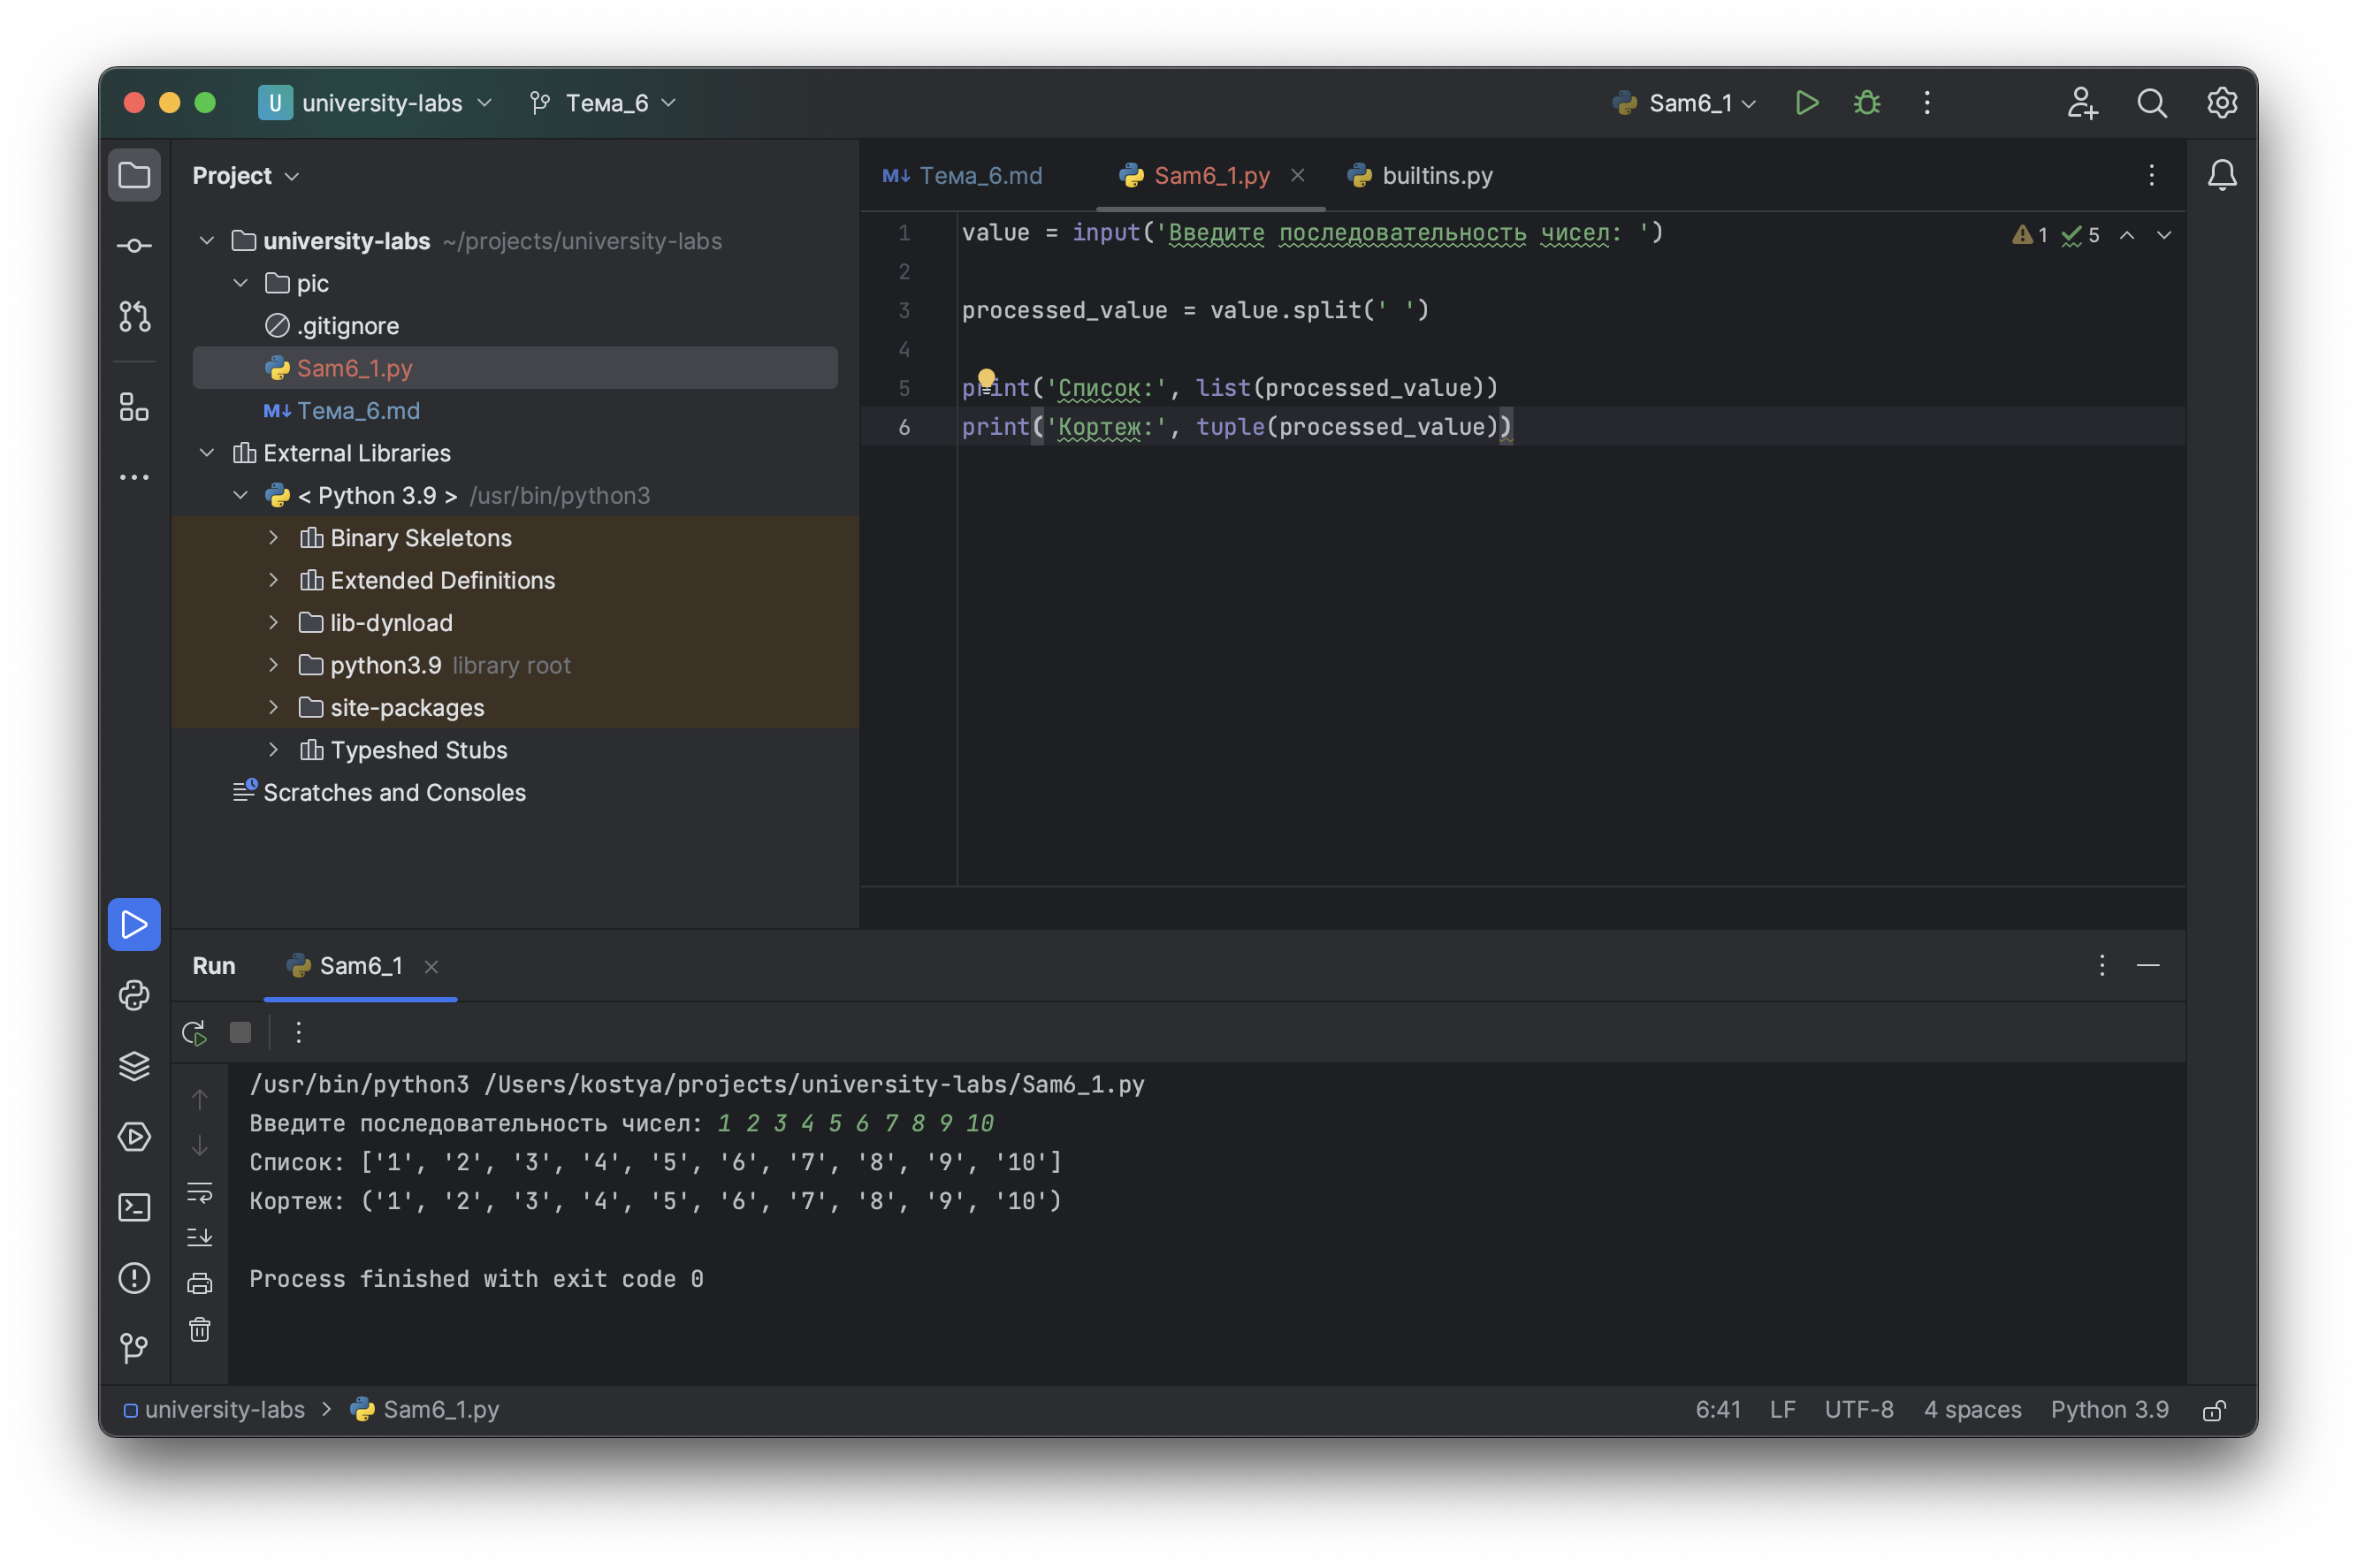 U university-labs Тема_6 Sam6_1
Project
university-labs ~/projects/university-labs
pic
.gitignore
Sam6_1.py
M↓ Тема_6.md
External Libraries
< Python 3.9 > /usr/bin/python3
Binary Skeletons
Extended Definitions
lib-dynload
python3.9 library root
site-packages
Typeshed Stubs
Scratches and Consoles
M↓ Тема_6.md Sam6_1.py builtins.py
1 value = input('Введите последовательность чисел: ') 1 5
2
3 processed_value = value.split(' ')
4
5 print('Список:', list(processed_value))
6 print('Кортеж:', tuple(processed_value))
Run Sam6_1
/usr/bin/python3 /Users/kostya/projects/university-labs/Sam6_1.py
Введите последовательность чисел: 1 2 3 4 5 6 7 8 9 10
Список: ['1', '2', '3', '4', '5', '6', '7', '8', '9', '10']
Кортеж: ('1', '2', '3', '4', '5', '6', '7', '8', '9', '10')
Process finished with exit code 0
university-labs > Sam6_1.py 6:41 LF UTF-8 4 spaces Python 3.9